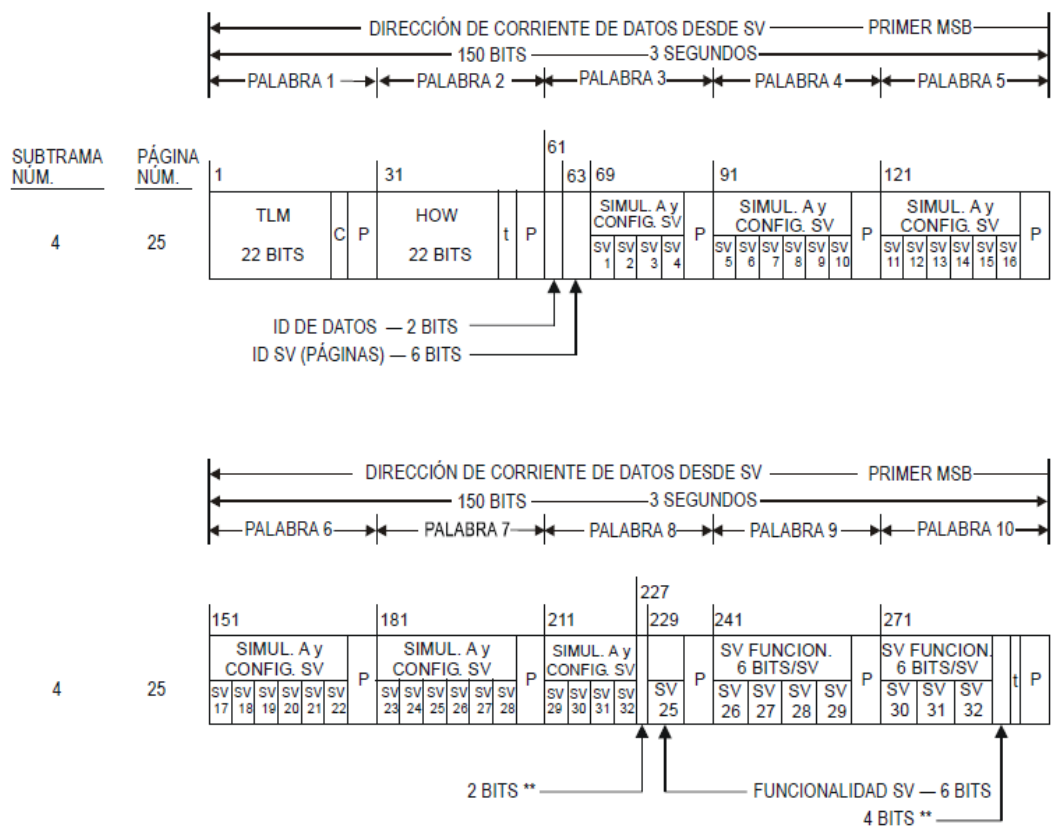 DIRECCIÓN DE CORRIENTE DE DATOS DESDE SV PRIMER MSB
150 BITS 3 SEGUNDOS
PALABRA 1 PALABRA 2 PALABRA 3 PALABRA 4 PALABRA 5
SUBTRAMA NÚM. PÁGINA NÚM.
61
1 31 63 69 91 121
4 25
TLM 22 BITS C P HOW 22 BITS t P
SIMUL. A y CONFIG. SV P SIMUL. A y CONFIG. SV P SIMUL. A y CONFIG. SV P
SV 1 SV 2 SV 3 SV 4 SV 5 SV 6 SV 7 SV 8 SV 9 SV 10 SV 11 SV 12 SV 13 SV 14 SV 15 SV 16
ID DE DATOS — 2 BITS
ID SV (PÁGINAS) — 6 BITS
DIRECCIÓN DE CORRIENTE DE DATOS DESDE SV PRIMER MSB
150 BITS 3 SEGUNDOS
PALABRA 6 PALABRA 7 PALABRA 8 PALABRA 9 PALABRA 10
227
151 181 211 229 241 271
4 25
SIMUL. A y CONFIG. SV P SIMUL. A y CONFIG. SV P SIMUL. A y CONFIG. SV P SV FUNCION. 6 BITS/SV P SV FUNCION. 6 BITS/SV t P
SV 17 SV 18 SV 19 SV 20 SV 21 SV 22 SV 23 SV 24 SV 25 SV 26 SV 27 SV 28 SV 29 SV 30 SV 31 SV 32 SV 25 SV 26 SV 27 SV 28 SV 29 SV 30 SV 31 SV 32
2 BITS ** FUNCIONALIDAD SV — 6 BITS
4 BITS **